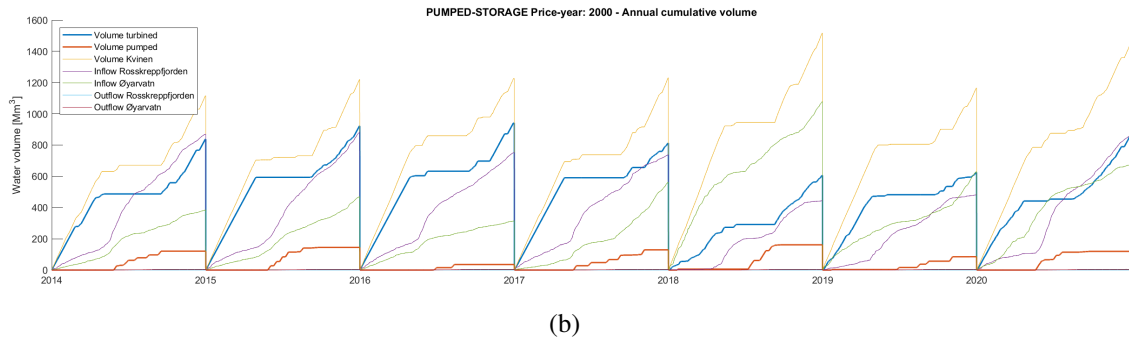 PUMPED-STORAGE Price-year: 2000 - Annual cumulative volume
Water volume [Mm³]
1600
1400
1200
1000
800
600
400
200
0
Volume turbined
Volume pumped
Volume Kvinen
Inflow Rosskreppfjorden
Inflow Øyarvatn
Outflow Rosskreppfjorden
Outflow Øyarvatn
2014 2015 2016 2017 2018 2019 2020
(b)